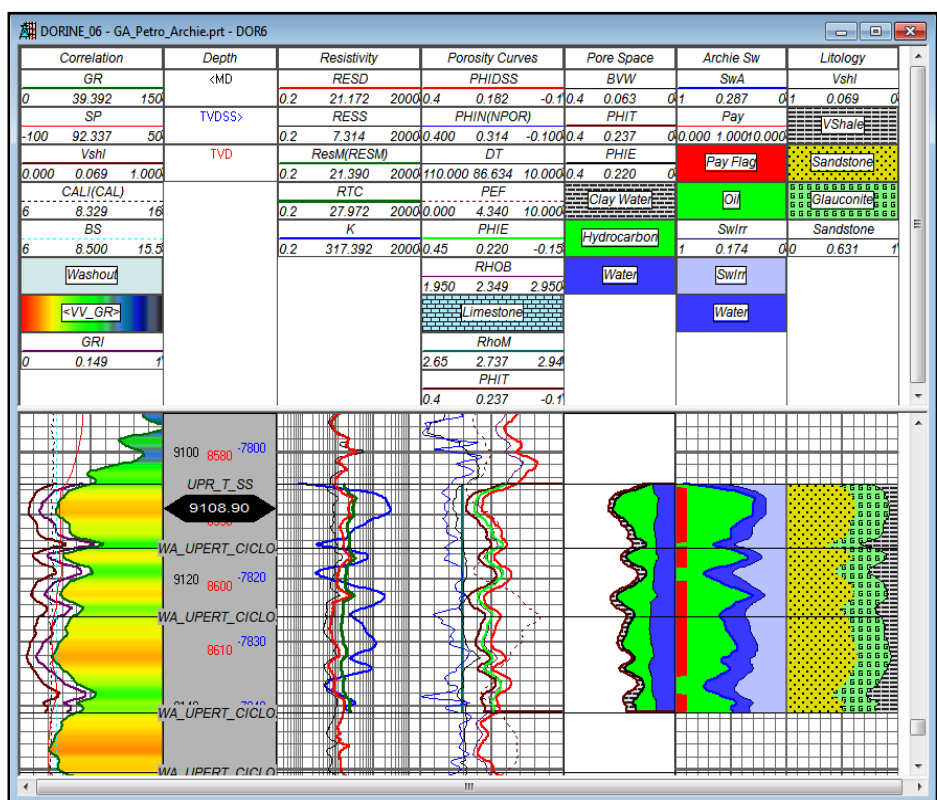 DORINE_06 - GA_Petro_Archie.prt - DOR6
Correlation Depth Resistivity Porosity Curves Pore Space Archie Sw Litology
GR <MD RESD PHIDSS BVW SwA Vshl
0 39.392 150 0.2 21.172 2000 0.4 0.182 -0.1 0.4 0.063 0 1 0.287 0 1 0.069 0
SP TVDSS> RESS PHIN(NPOR) PHIT Pay VShale
-100 92.337 50 0.2 7.314 2000 0.400 0.314 -0.100 0.4 0.237 0 0.000 1.000 10.000
Vshl TVD ResM(RESM) DT PHIE Pay Flag Sandstone
0.000 0.069 1.000 0.2 21.390 2000 110.000 86.634 10.000 0.4 0.220 0
CALI(CAL) RTC PEF Clay Water Oil Glauconite
6 8.329 16 0.2 27.972 2000 0.000 4.340 10.000
BS K PHIE Hydrocarbon SwIrr Sandstone
6 8.500 15.5 0.2 317.392 2000 0.45 0.220 -0.15 1 0.174 0 0 0.631 1
Washout RHOB Water SwIrr
1.950 2.349 2.950
<VV_GR> Limestone Water
GRI RhoM
0 0.149 1 2.65 2.737 2.94
PHIT
0.4 0.237 -0.1
9100 8580 -7800
UPR_T_SS
9108.90
WA_UPERT_CICLO
9120 8600 -7820
WA_UPERT_CICLO
8610 -7830
WA_UPERT_CICLO
WA_UPERT_CICLO